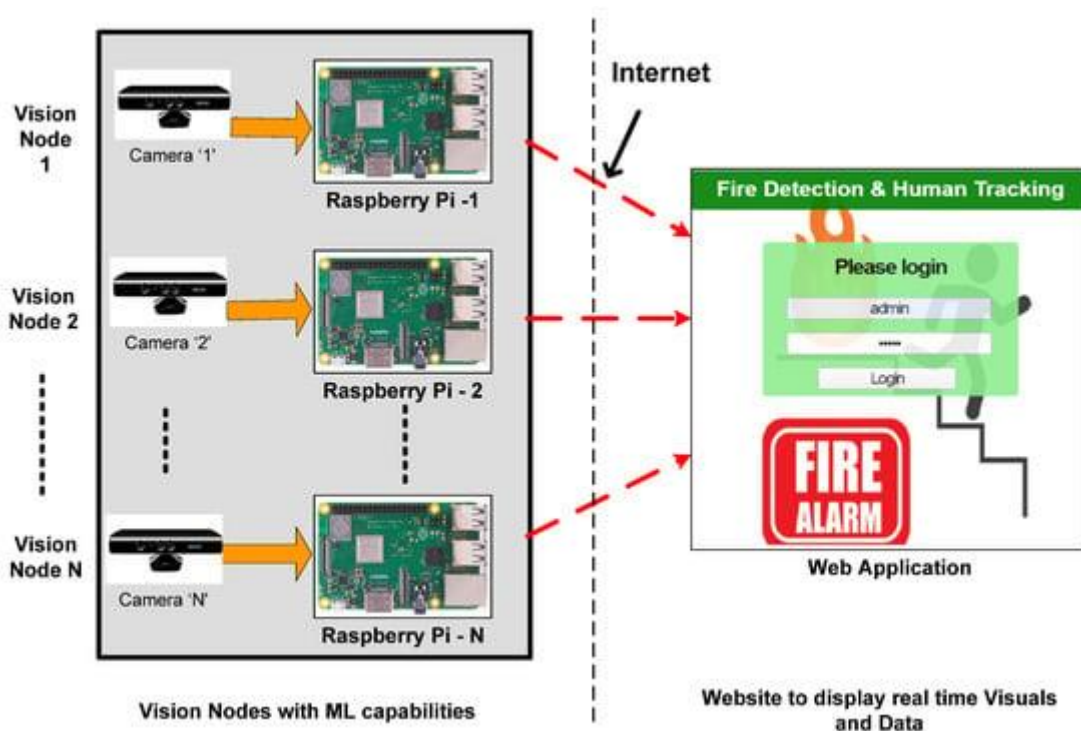 Vision
Node
1
Camera '1'
Raspberry Pi -1
Internet
Vision
Node 2
Camera '2'
Raspberry Pi - 2
Vision
Node N
Camera 'N'
Raspberry Pi - N
Vision Nodes with ML capabilities
Fire Detection & Human Tracking
Please login
admin
•••••
Login
FIRE
ALARM
Web Application
Website to display real time Visuals
and Data